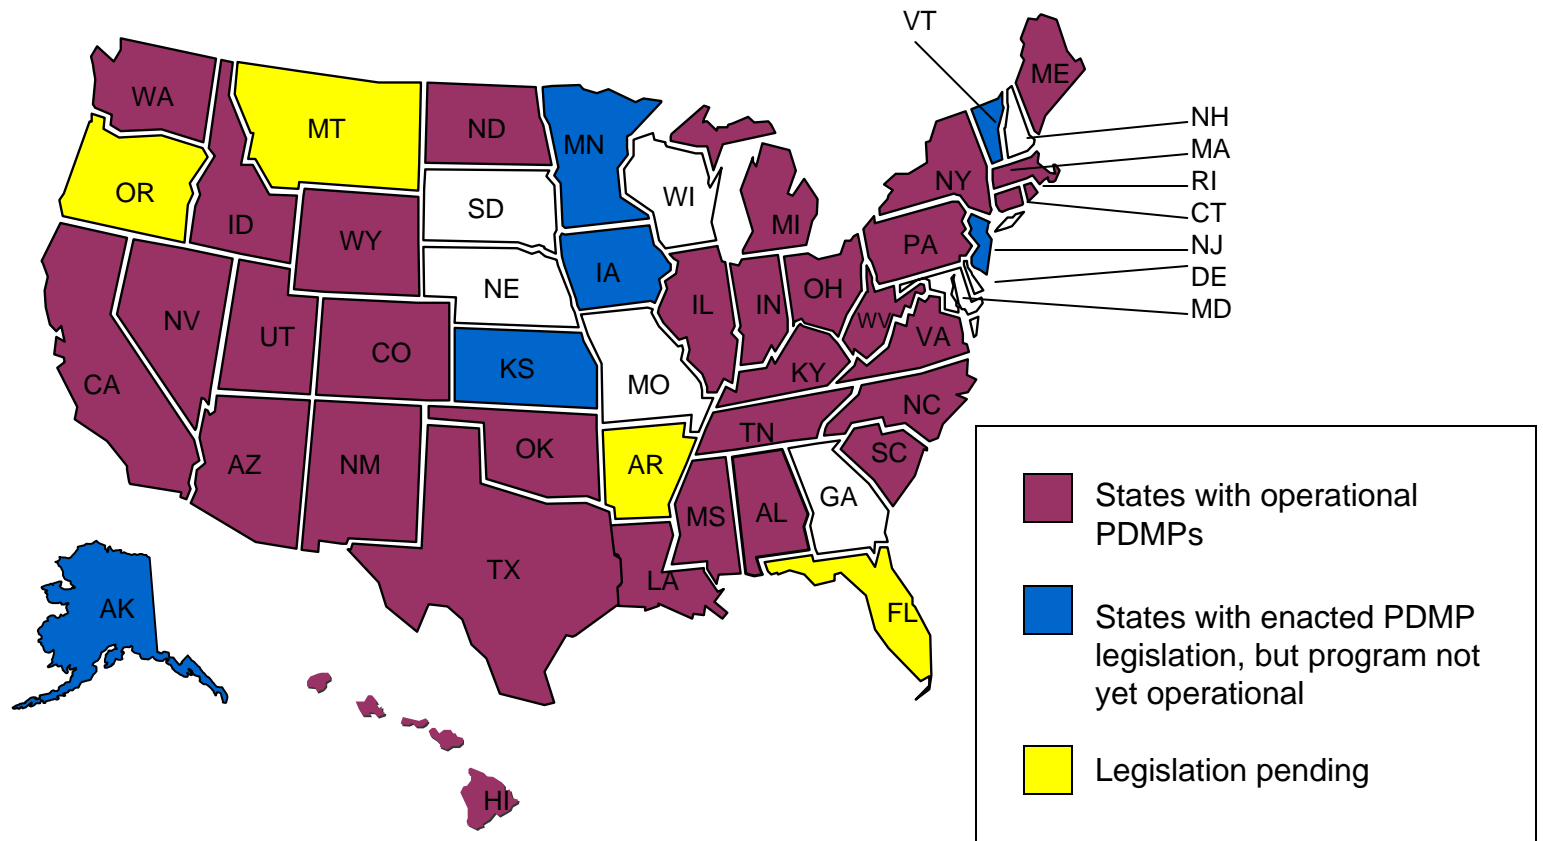 VT
ME
WA
NH
MT
ND
MN
MA
NY
RI
OR
SD
WI
CT
ID
MI
WY
PA
NJ
IA
DE
NE
OH
IL
IN
MD
NV
WV
UT
VA
CO
KS
KY
CA
MO
NC
TN
OK
SC
AZ
NM
AR
GA
MS
AL
TX
LA
AK
FL
HI
States with operational
PDMPs
States with enacted PDMP
legislation, but program not
yet operational
Legislation pending